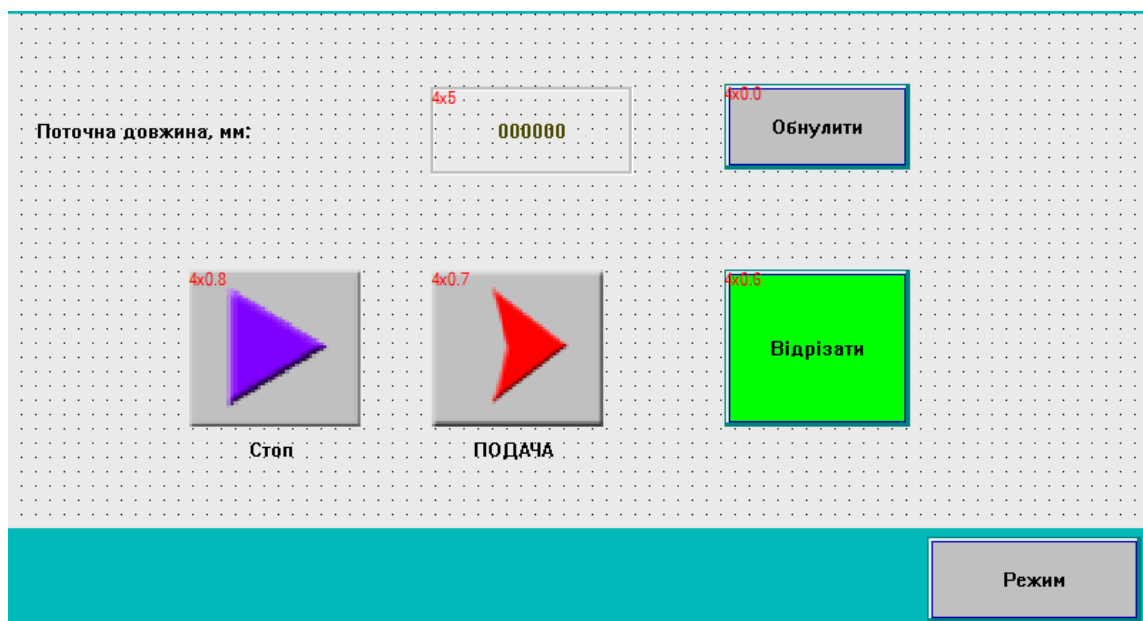 4x5
4x0.0
Поточна довжина, мм:
000000
Обнулити
4x0.8
4x0.7
4x0.6
Відрізати
Стоп
ПОДАЧА
Режим